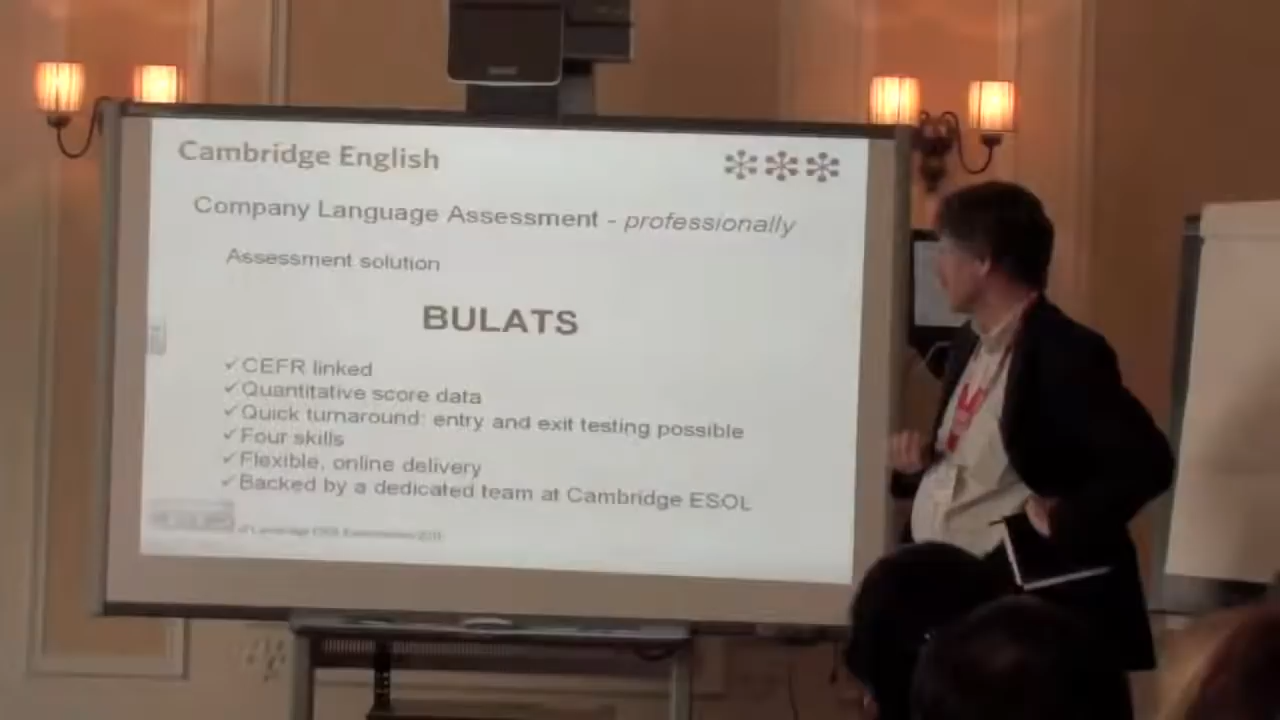 Cambridge English
Company Language Assessment - professionally
Assessment solution
BULATS
✓CEFR linked
✓Quantitative score data
✓Quick turnaround: entry and exit testing possible
✓Four skills
✓Flexible, online delivery
✓Backed by a dedicated team at Cambridge ESOL